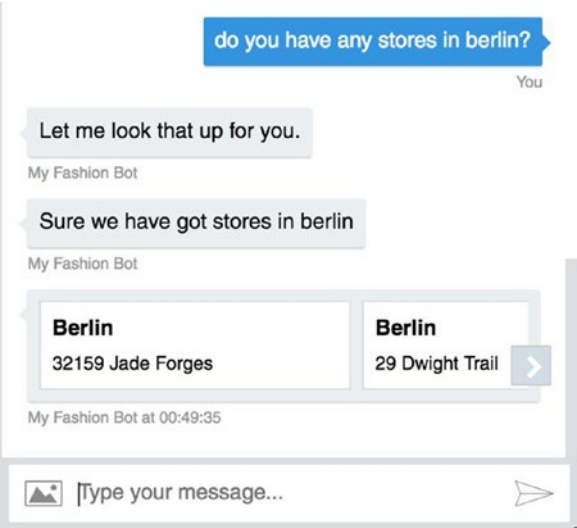 do you have any stores in berlin?
You
Let me look that up for you.
My Fashion Bot
Sure we have got stores in berlin
My Fashion Bot
Berlin
32159 Jade Forges
Berlin
29 Dwight Trail
My Fashion Bot at 00:49:35
Type your message...